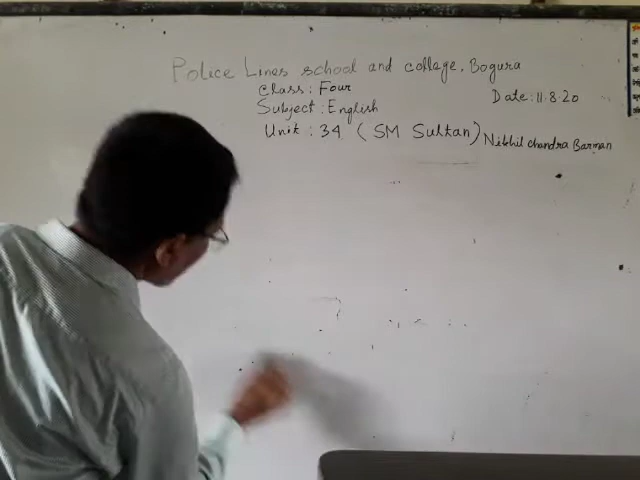 Police Lines school and college. Bogura
Class: Four
Date: 11.8.20
Subject: English
Unit: 34 (SM Sultan)
Nikhil chandra Barman